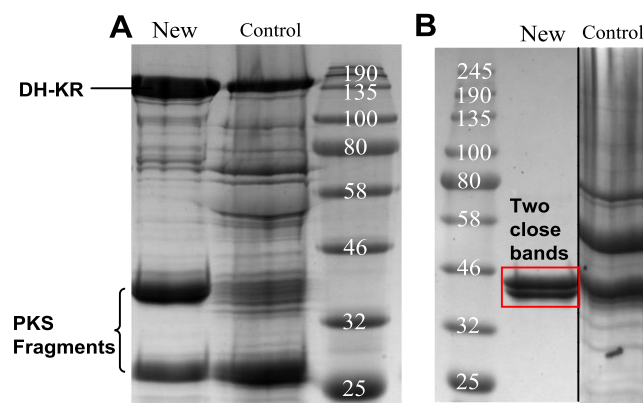 A
New
Control
DH-KR
190
135
100
80
58
46
32
25
PKS
Fragments
B
New
Control
245
190
135
100
80
58
46
32
25
Two
close
bands